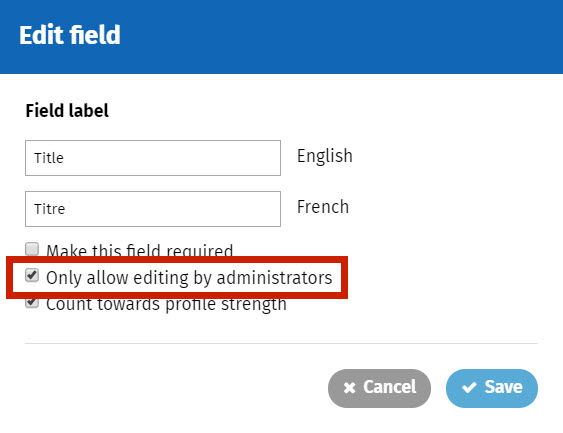 Edit field
Field label
Title English
Titre French
Make this field required
Only allow editing by administrators
Count towards profile strength
Cancel Save